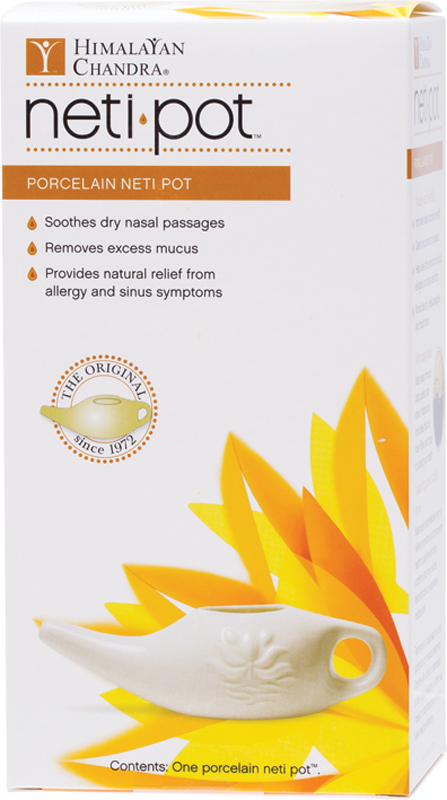 HIMALAYAN
CHANDRA®
neti pot™
PORCELAIN NETI POT
Soothes dry nasal passages
Removes excess mucus
Provides natural relief from
allergy and sinus symptoms
THE ORIGINAL
since 1972
Contents: One porcelain neti pot™.
neti pot